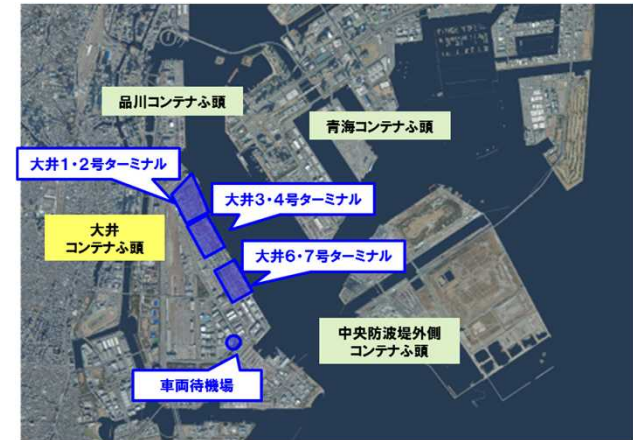 品川コンテナふ頭
青海コンテナふ頭
大井1・2号ターミナル
大井3・4号ターミナル
大井
コンテナふ頭
大井6・7号ターミナル
中央防波堤外側
コンテナふ頭
車両待機場